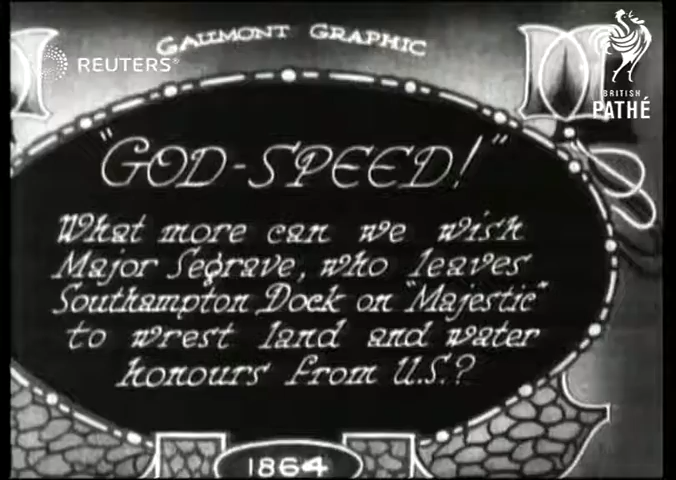 GAUMONT GRAPHIC
REUTERS
BRITISH
PATHÉ
"GOD-SPEED!"
What more can we wish
Major Segrave, who leaves
Southampton Dock on "Majestic"
to wrest land and water
honours from U.S.?
1864